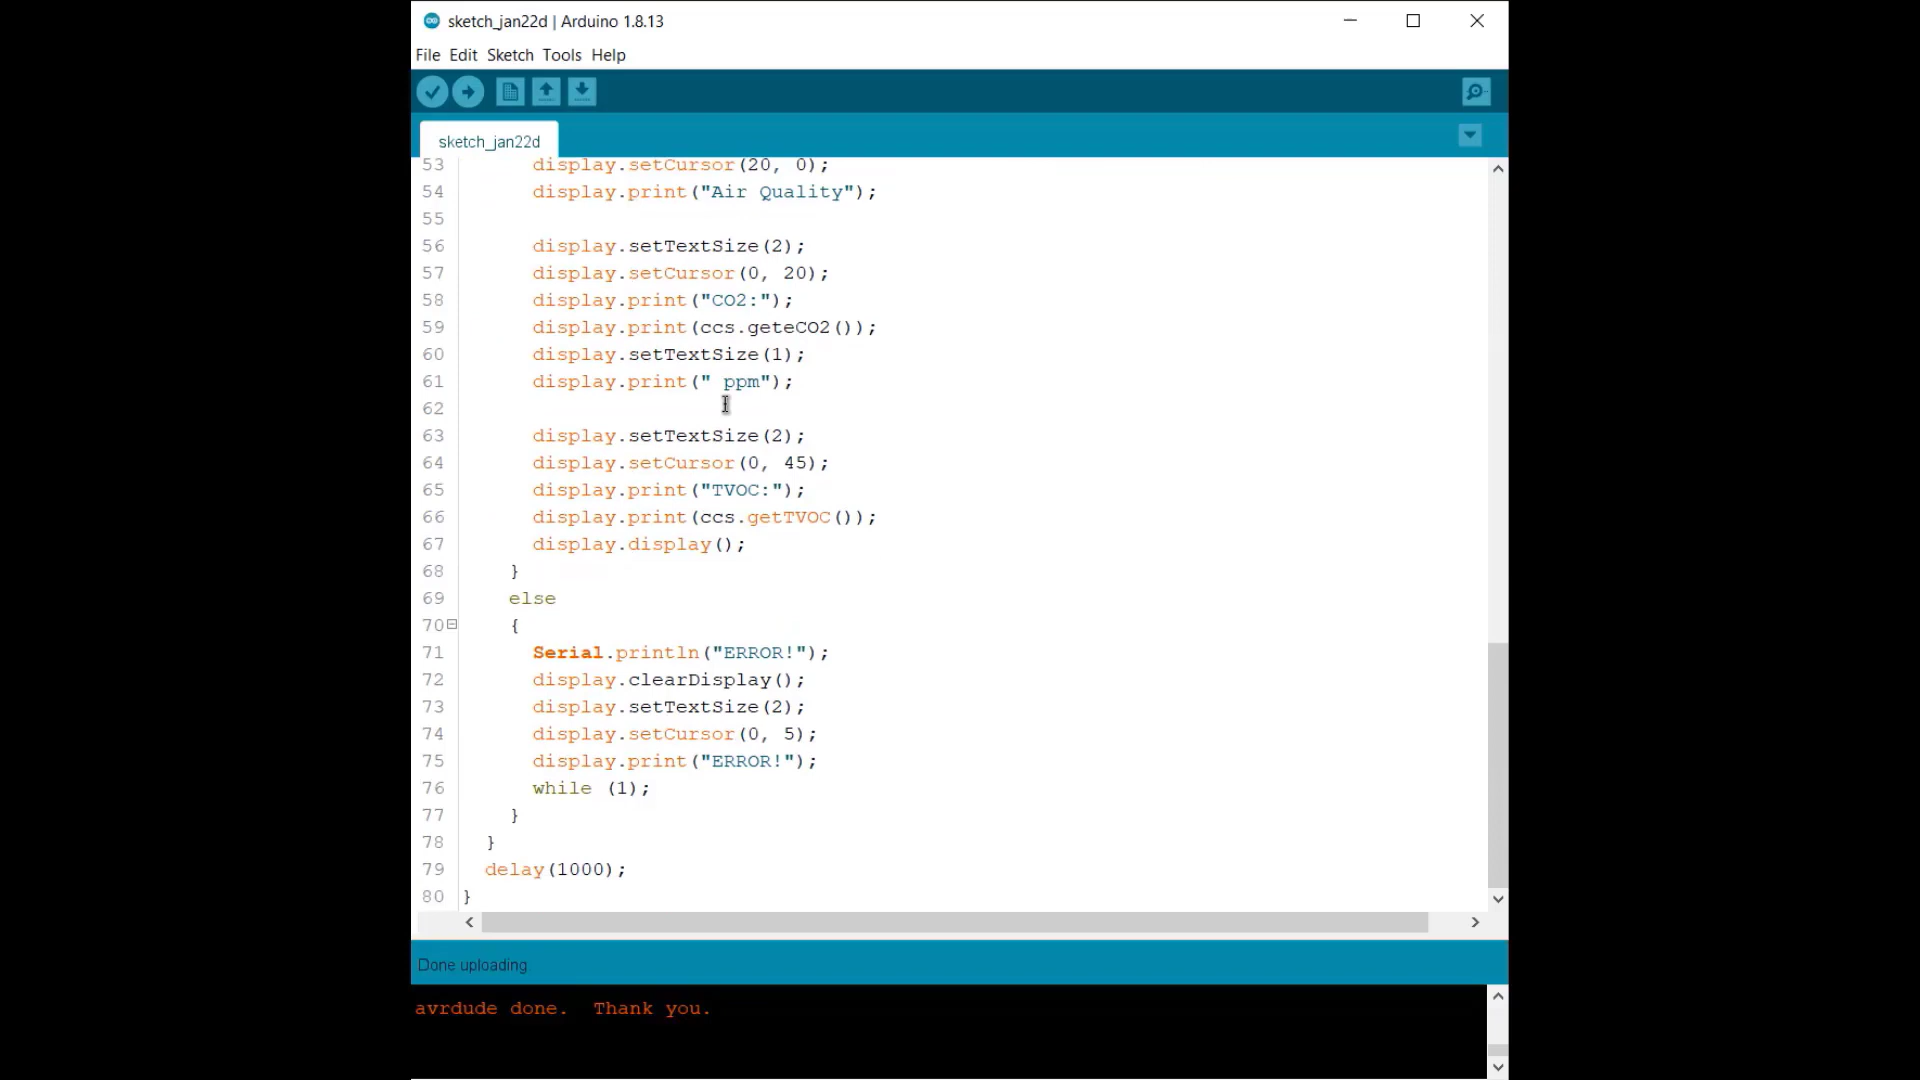 sketch_jan22d | Arduino 1.8.13
File Edit Sketch Tools Help
sketch_jan22d
53 display.setCursor(20, 0);
54 display.print("Air Quality");
55
56 display.setTextSize(2);
57 display.setCursor(0, 20);
58 display.print("CO2:");
59 display.print(ccs.geteCO2());
60 display.setTextSize(1);
61 display.print(" ppm");
62
63 display.setTextSize(2);
64 display.setCursor(0, 45);
65 display.print("TVOC:");
66 display.print(ccs.getTVOC());
67 display.display();
68 }
69 else
70 {
71 Serial.println("ERROR!");
72 display.clearDisplay();
73 display.setTextSize(2);
74 display.setCursor(0, 5);
75 display.print("ERROR!");
76 while (1);
77 }
78 }
79 delay(1000);
80 }
Done uploading
avrdude done.  Thank you.